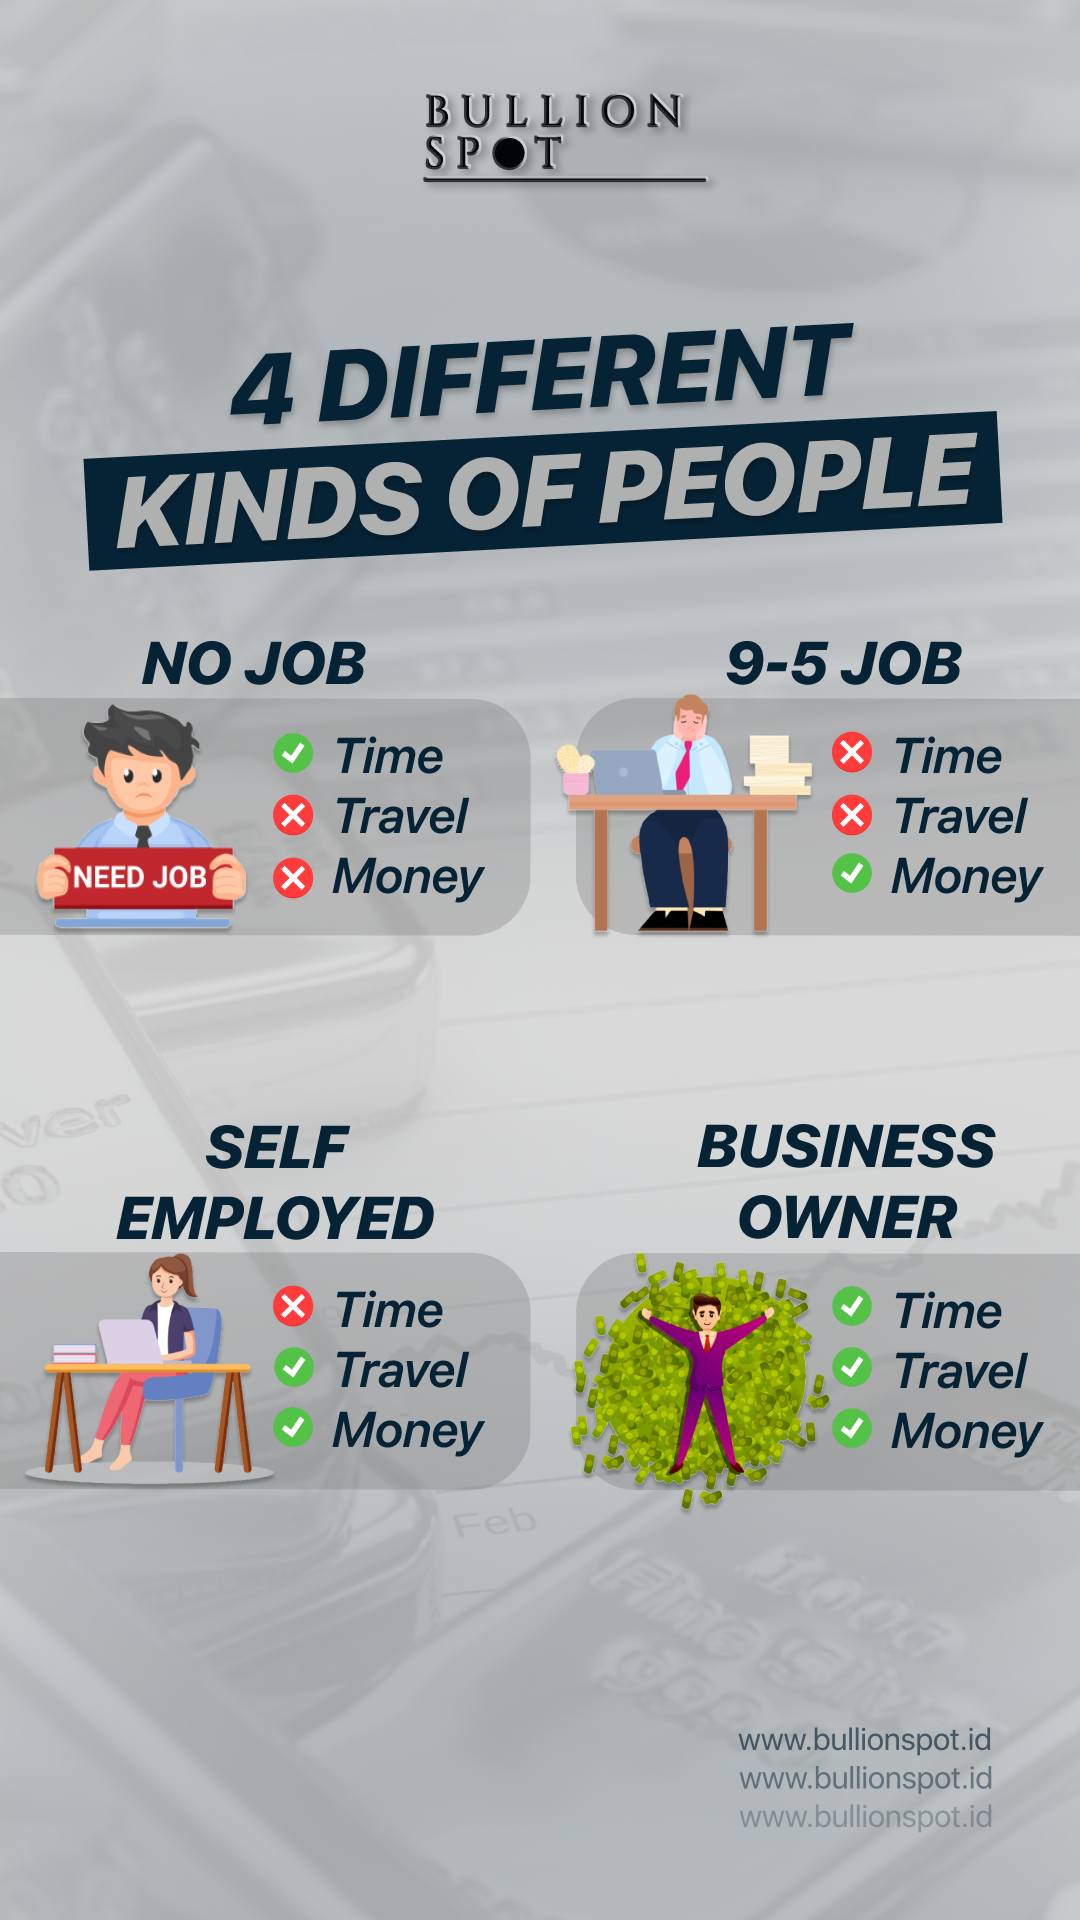 BULLION
SPOT
4 DIFFERENT
KINDS OF PEOPLE
NO JOB
NEED JOB
Time
Travel
Money
9-5 JOB
Time
Travel
Money
SELF
EMPLOYED
Time
Travel
Money
BUSINESS
OWNER
Time
Travel
Money
Feb
www.bullionspot.id
www.bullionspot.id
www.bullionspot.id